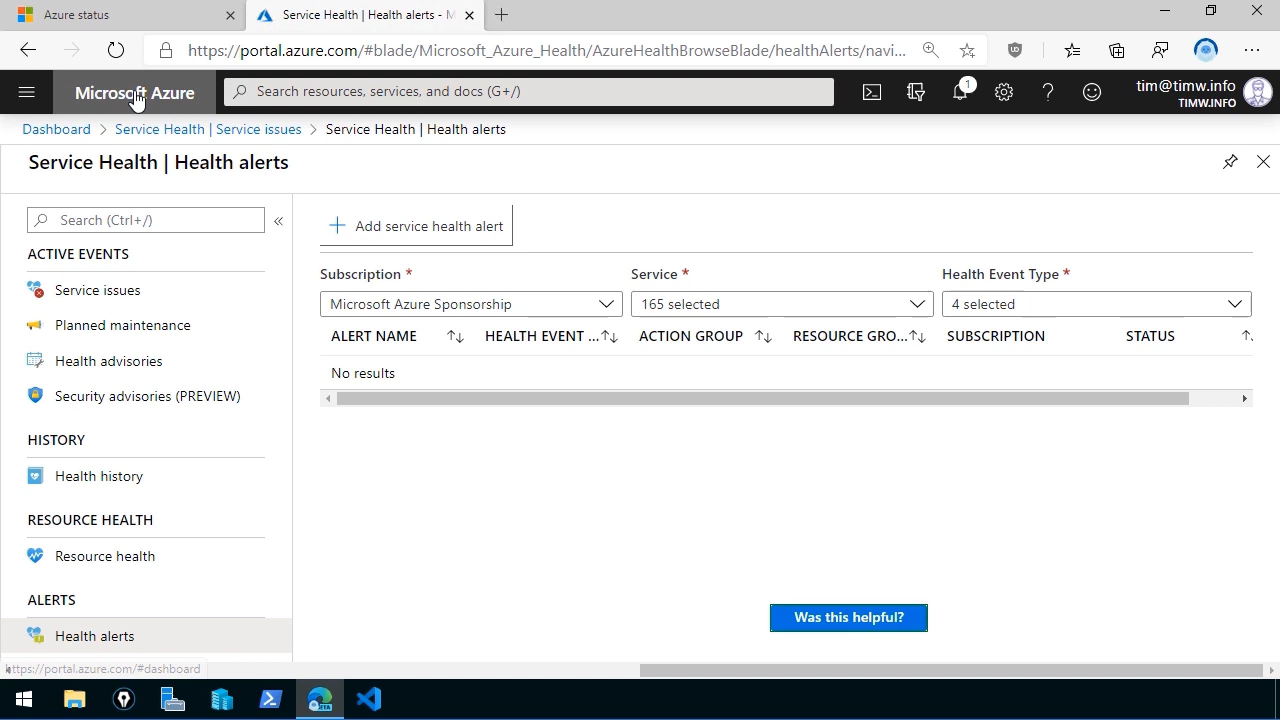 Azure status
Service Health | Health alerts - M
https://portal.azure.com/#blade/Microsoft_Azure_Health/AzureHealthBrowseBlade/healthAlerts/navi...
Microsoft Azure
Search resources, services, and docs (G+/)
1
tim@timw.info
TIMW.INFO
Dashboard > Service Health | Service issues > Service Health | Health alerts
Service Health | Health alerts
Search (Ctrl+/)
«
ACTIVE EVENTS
Service issues
Planned maintenance
Health advisories
Security advisories (PREVIEW)
HISTORY
Health history
RESOURCE HEALTH
Resource health
ALERTS
Health alerts
Add service health alert
Subscription * Service * Health Event Type *
Microsoft Azure Sponsorship 165 selected 4 selected
ALERT NAME HEALTH EVENT ... ACTION GROUP RESOURCE GRO... SUBSCRIPTION STATUS
No results
Was this helpful?
https://portal.azure.com/#dashboard
BETA